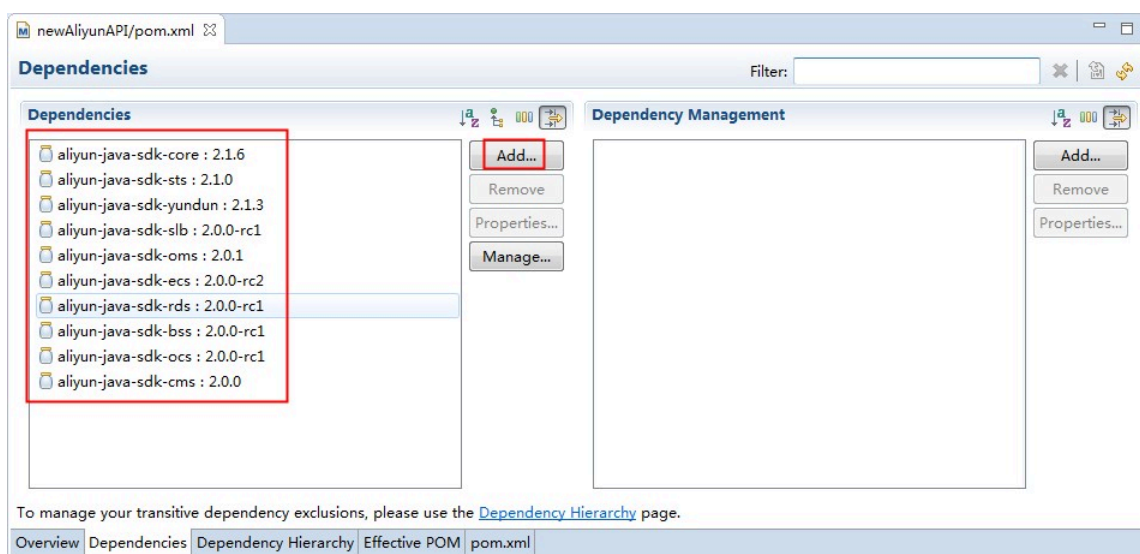 newAliyunAPI/pom.xml
Dependencies
Filter:
Dependencies
aliyun-java-sdk-core : 2.1.6
aliyun-java-sdk-sts : 2.1.0
aliyun-java-sdk-yundun : 2.1.3
aliyun-java-sdk-slb : 2.0.0-rc1
aliyun-java-sdk-oms : 2.0.1
aliyun-java-sdk-ecs : 2.0.0-rc2
aliyun-java-sdk-rds : 2.0.0-rc1
aliyun-java-sdk-bss : 2.0.0-rc1
aliyun-java-sdk-ocs : 2.0.0-rc1
aliyun-java-sdk-cms : 2.0.0
Add...
Remove
Properties...
Manage...
Dependency Management
Add...
Remove
Properties...
To manage your transitive dependency exclusions, please use the Dependency Hierarchy page.
Overview Dependencies Dependency Hierarchy Effective POM pom.xml